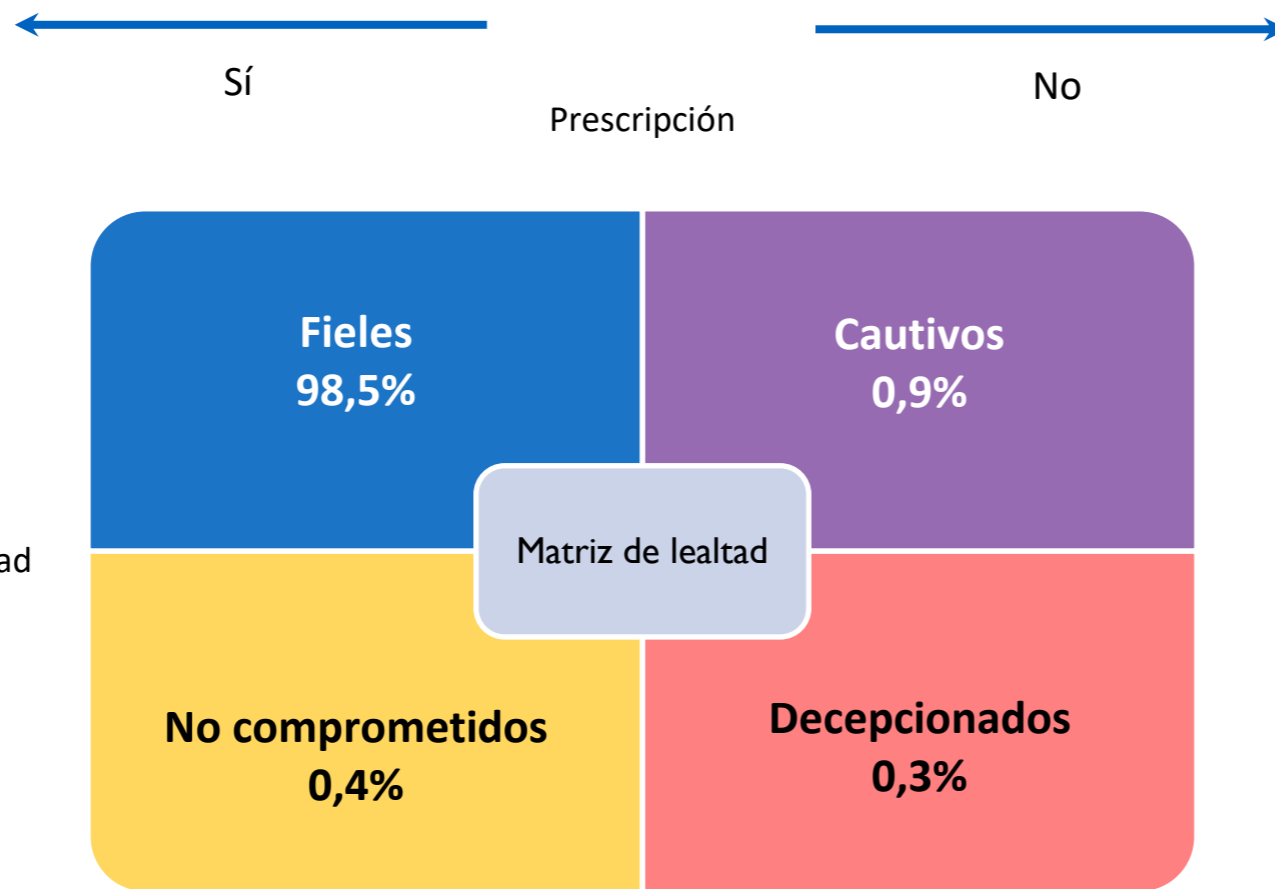 Sí
No
Prescripción
Fieles
98,5%
Cautivos
0,9%
Matriz de lealtad
No comprometidos
0,4%
Decepcionados
0,3%